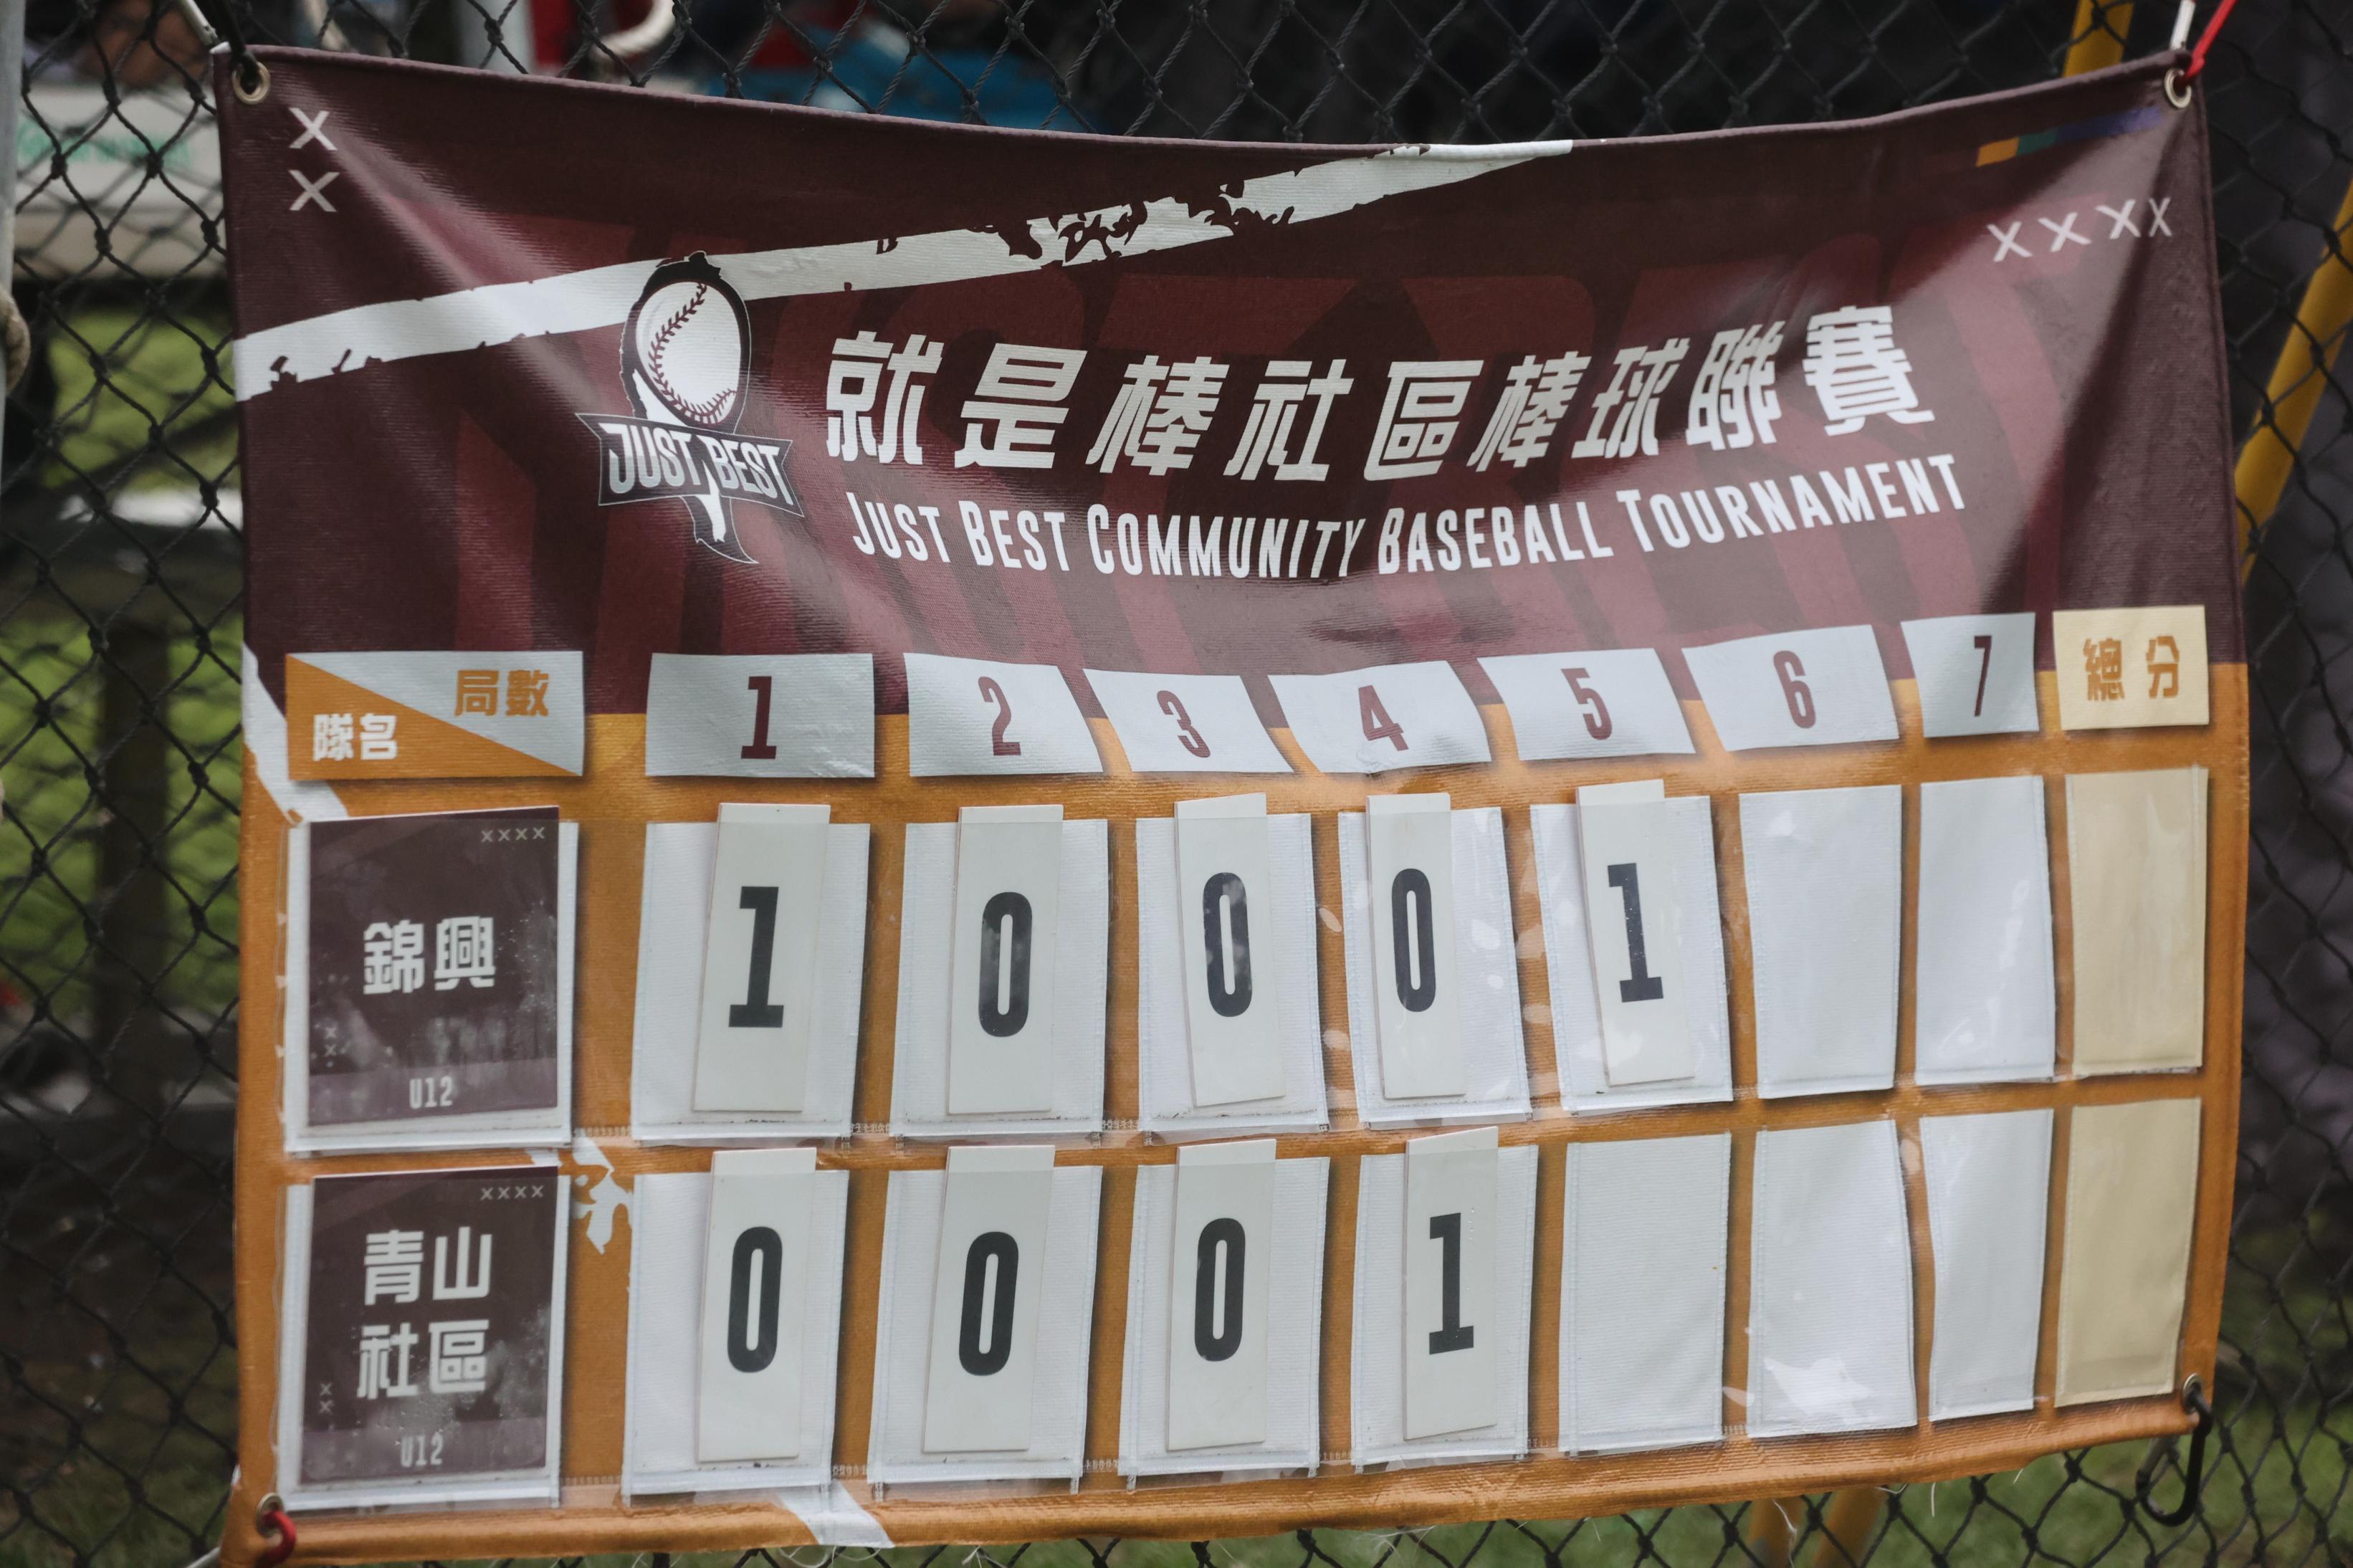 X
X
XXXX
JUST BEST
就是棒社區棒球聯賽
JUST BEST COMMUNITY BASEBALL TOURNAMENT
局數
隊名
1 2 3 4 5 6 7 總分
XXXX
錦興
U12
1 0 0 0 1
XXXX
青山
社區
U12
0 0 0 1